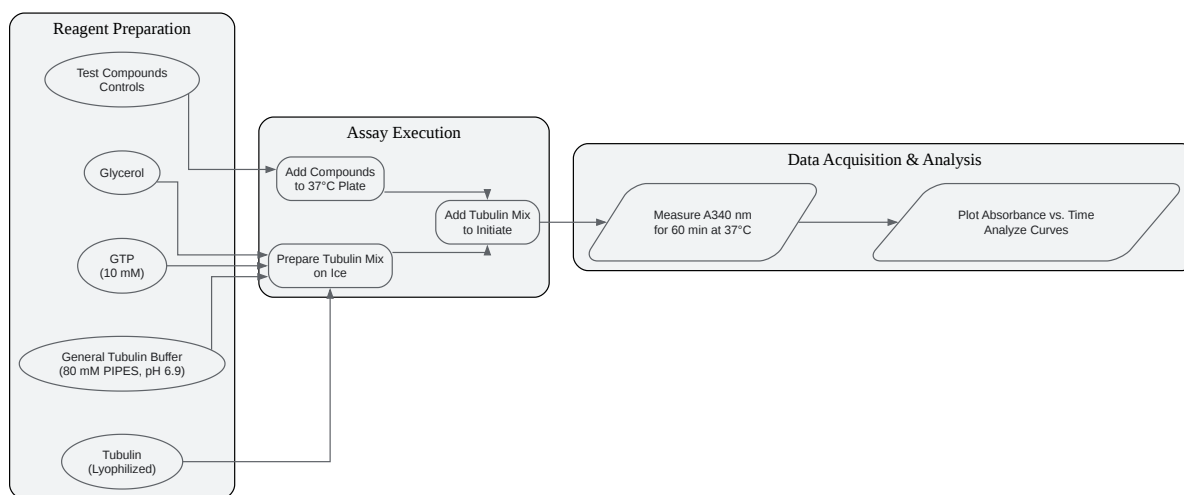 Reagent Preparation
Test Compounds
Controls
Glycerol
GTP
(10 mM)
General Tubulin Buffer
(80 mM PIPES, pH 6.9)
Tubulin
(Lyophilized)
Assay Execution
Add Compounds
to 37°C Plate
Prepare Tubulin Mix
on Ice
Add Tubulin Mix
to Initiate
Data Acquisition & Analysis
Measure A340 nm
for 60 min at 37°C
Plot Absorbance vs. Time
Analyze Curves